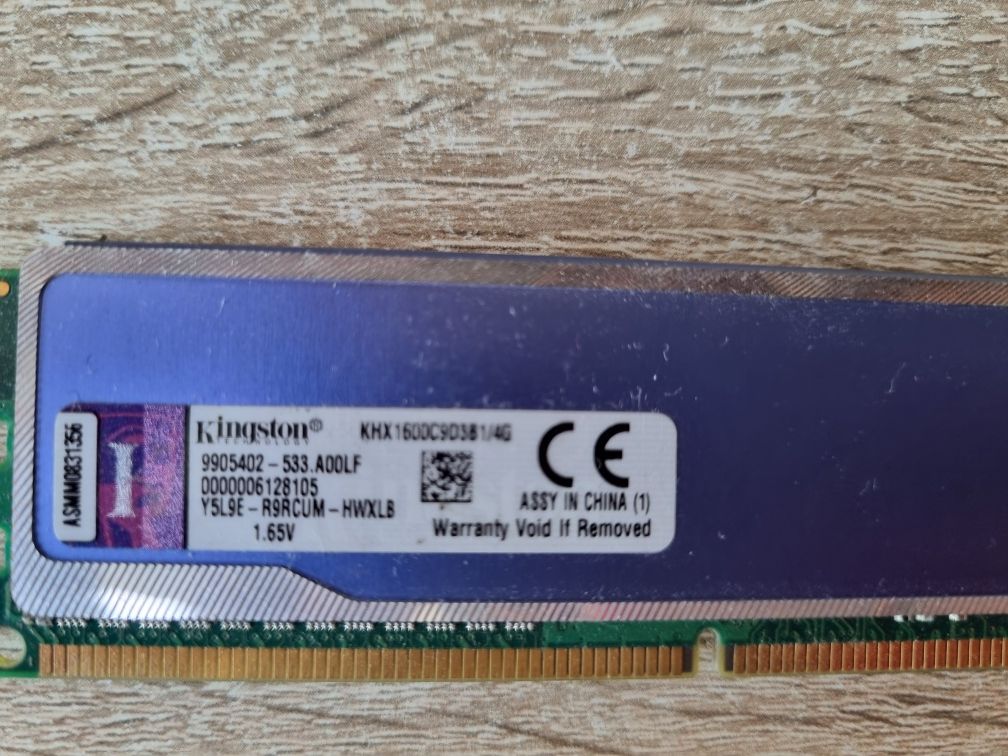 ASMM0831356
Kingston®
TECHNOLOGY
KHX1600C9D3B1/4G
9905402-533.A00LF
0000006128105
Y5L9E-R9RCUM-HWXLB
1.65V
CE
ASSY IN CHINA (1)
Warranty Void If Removed